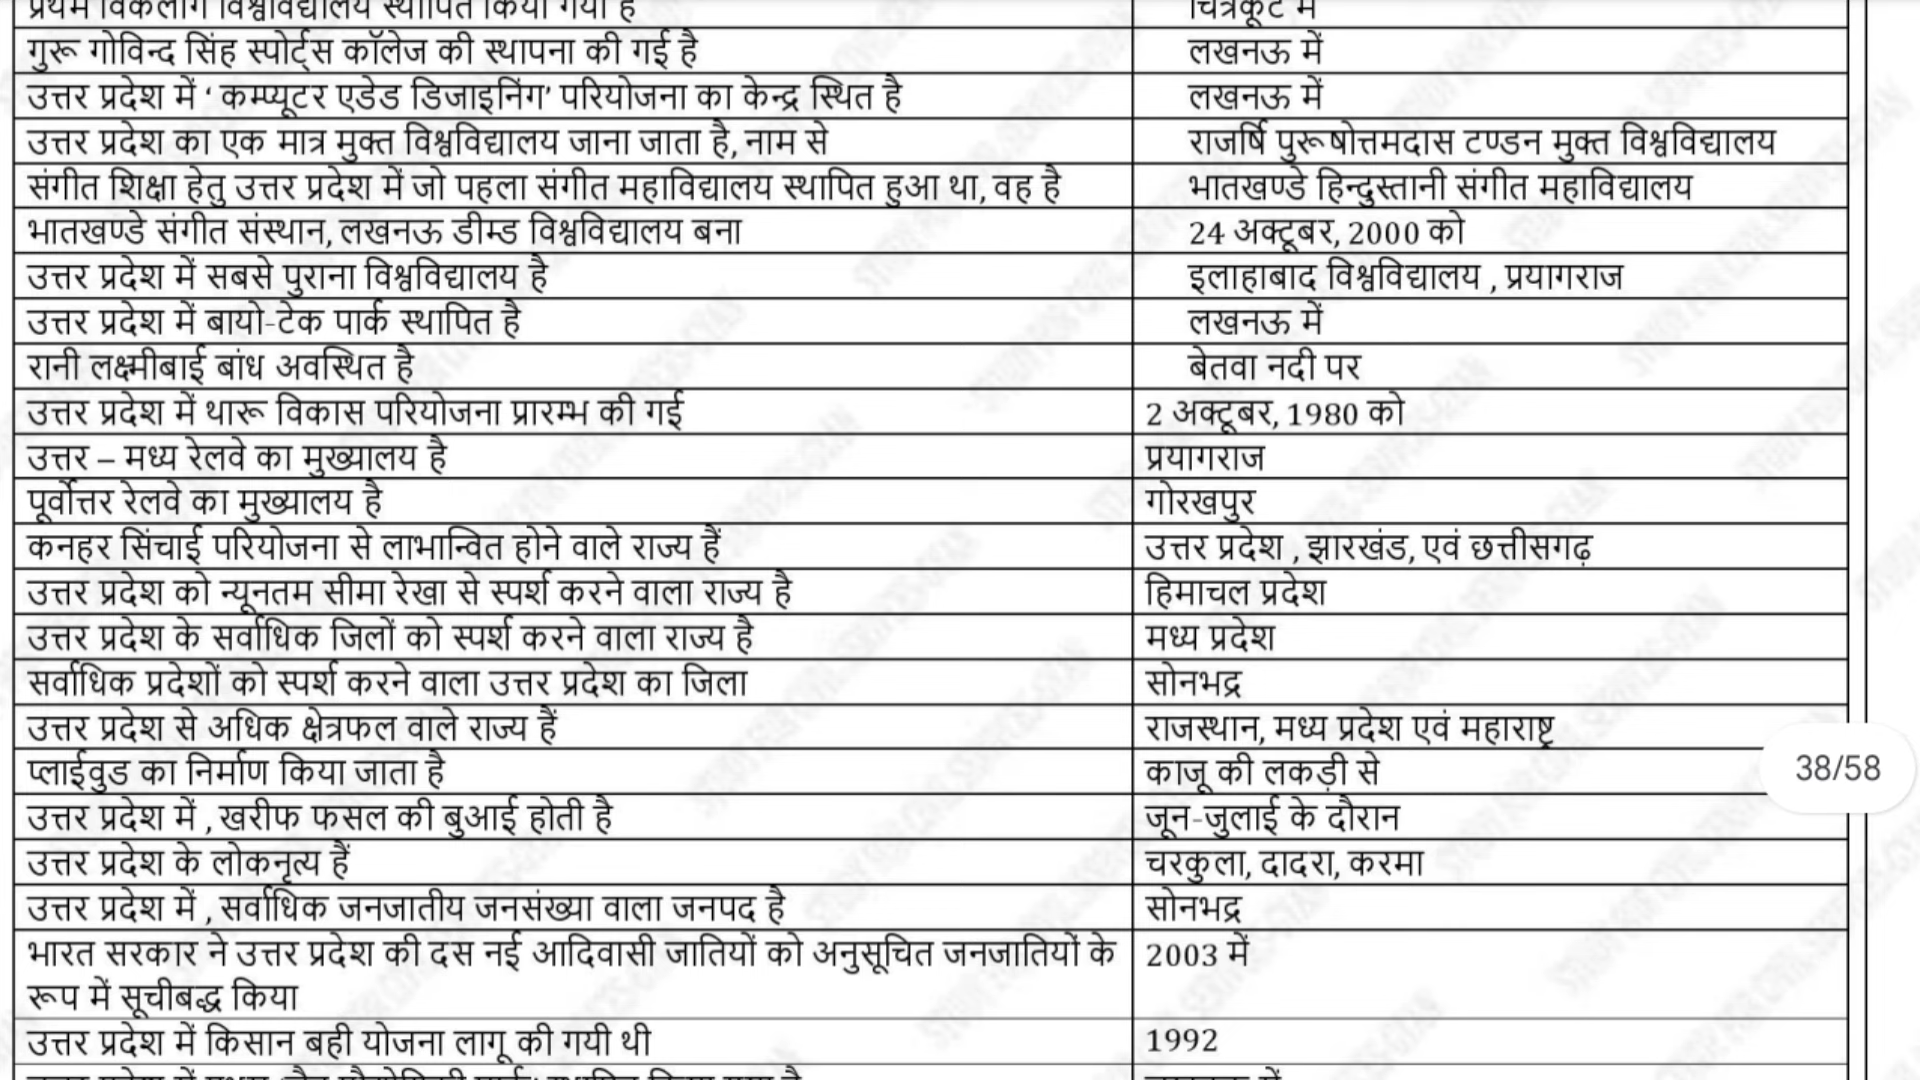 प्रथम विकलांग विश्वविद्यालय स्थापित किया गया है चित्रकूट में
गुरू गोविन्द सिंह स्पोर्ट्स कॉलेज की स्थापना की गई है लखनऊ में
उत्तर प्रदेश में ‘ कम्प्यूटर एडेड डिजाइनिंग’ परियोजना का केन्द्र स्थित है लखनऊ में
उत्तर प्रदेश का एक मात्र मुक्त विश्वविद्यालय जाना जाता है, नाम से राजर्षि पुरूषोत्तमदास टण्डन मुक्त विश्वविद्यालय
संगीत शिक्षा हेतु उत्तर प्रदेश में जो पहला संगीत महाविद्यालय स्थापित हुआ था, वह है भातखण्डे हिन्दुस्तानी संगीत महाविद्यालय
भातखण्डे संगीत संस्थान, लखनऊ डीम्ड विश्वविद्यालय बना 24 अक्टूबर, 2000 को
उत्तर प्रदेश में सबसे पुराना विश्वविद्यालय है इलाहाबाद विश्वविद्यालय , प्रयागराज
उत्तर प्रदेश में बायो-टेक पार्क स्थापित है लखनऊ में
रानी लक्ष्मीबाई बांध अवस्थित है बेतवा नदी पर
उत्तर प्रदेश में थारू विकास परियोजना प्रारम्भ की गई 2 अक्टूबर, 1980 को
उत्तर – मध्य रेलवे का मुख्यालय है प्रयागराज
पूर्वोत्तर रेलवे का मुख्यालय है गोरखपुर
कनहर सिंचाई परियोजना से लाभान्वित होने वाले राज्य हैं उत्तर प्रदेश , झारखंड, एवं छत्तीसगढ़
उत्तर प्रदेश को न्यूनतम सीमा रेखा से स्पर्श करने वाला राज्य है हिमाचल प्रदेश
उत्तर प्रदेश के सर्वाधिक जिलों को स्पर्श करने वाला राज्य है मध्य प्रदेश
सर्वाधिक प्रदेशों को स्पर्श करने वाला उत्तर प्रदेश का जिला सोनभद्र
उत्तर प्रदेश से अधिक क्षेत्रफल वाले राज्य हैं राजस्थान, मध्य प्रदेश एवं महाराष्ट्र
प्लाईवुड का निर्माण किया जाता है काजू की लकड़ी से
38/58
उत्तर प्रदेश में , खरीफ फसल की बुआई होती है जून-जुलाई के दौरान
उत्तर प्रदेश के लोकनृत्य हैं चरकुला, दादरा, करमा
उत्तर प्रदेश में , सर्वाधिक जनजातीय जनसंख्या वाला जनपद है सोनभद्र
भारत सरकार ने उत्तर प्रदेश की दस नई आदिवासी जातियों को अनुसूचित जनजातियों के 2003 में
रूप में सूचीबद्ध किया
उत्तर प्रदेश में किसान बही योजना लागू की गयी थी 1992